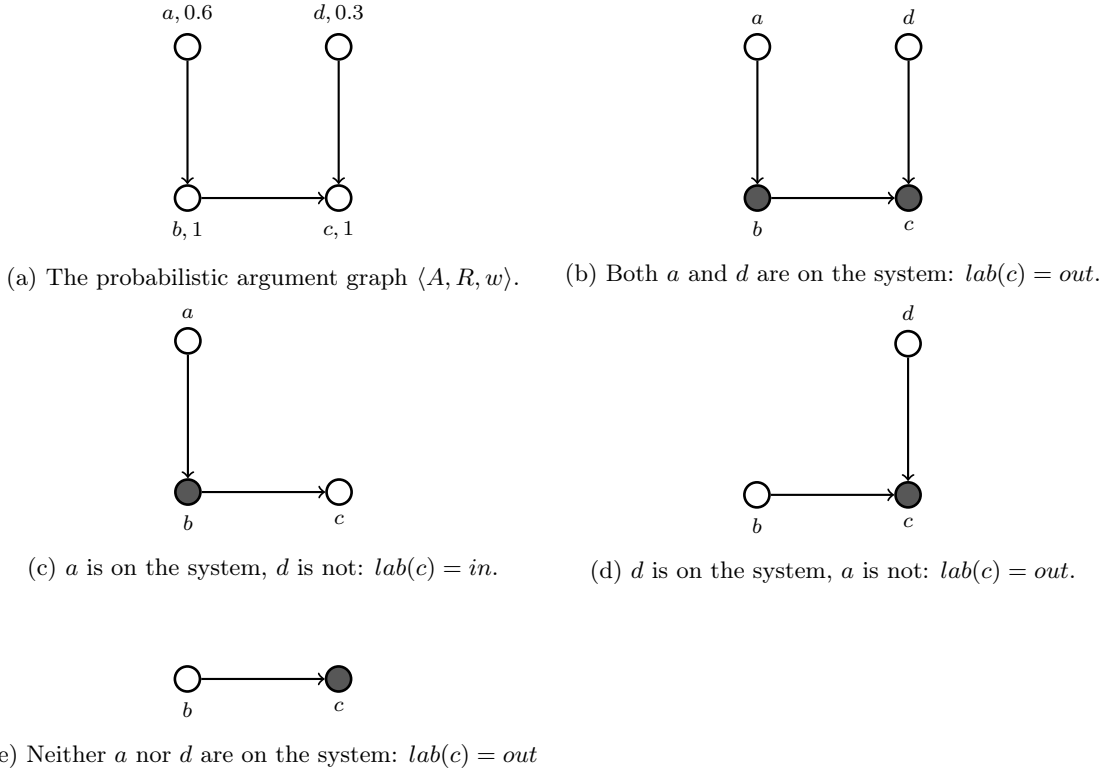 a, 0.6 d, 0.3
b, 1 c, 1
(a) The probabilistic argument graph ⟨A, R, w⟩.
a d
b c
(b) Both a and d are on the system: lab(c) = out.
a
b c
(c) a is on the system, d is not: lab(c) = in.
d
b c
(d) d is on the system, a is not: lab(c) = out.
b c
e) Neither a nor d are on the system: lab(c) = out